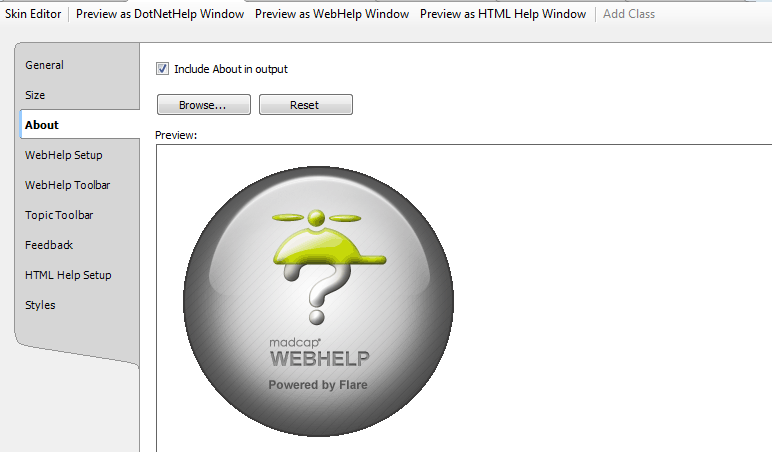 Skin Editor Preview as DotNetHelp Window Preview as WebHelp Window Preview as HTML Help Window Add Class
General
Size
About
WebHelp Setup
WebHelp Toolbar
Topic Toolbar
Feedback
HTML Help Setup
Styles
Include About in output
Browse... Reset
Preview:
madcap
WEBHELP
Powered by Flare